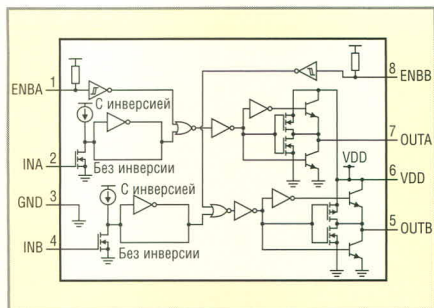 ENBA 1
8 ENBB
С инверсией
7 OUTA
Без инверсии
INA 2
VDD
6 VDD
С инверсией
GND 3
5 OUTB
INB 4
Без инверсии